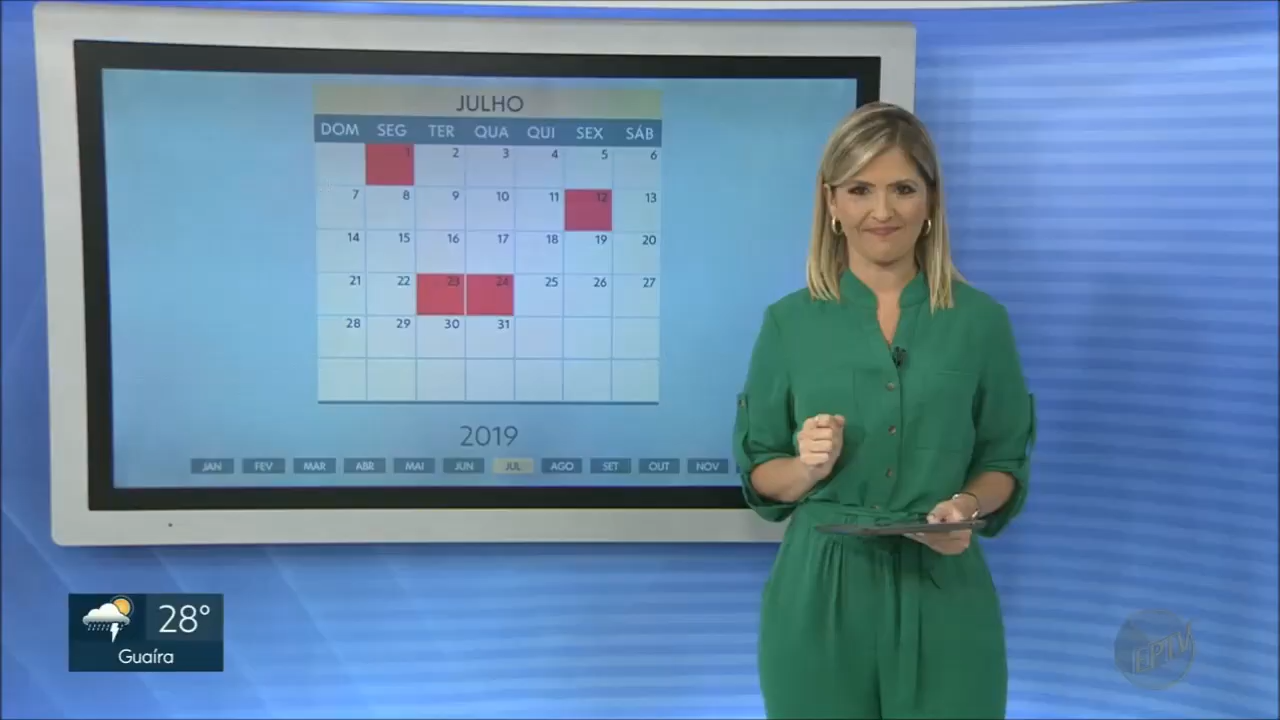 JULHO
DOM SEG TER QUA QUI SEX SÁB
1 2 3 4 5 6
7 8 9 10 11 12 13
14 15 16 17 18 19 20
21 22 23 24 25 26 27
28 29 30 31
2019
JAN FEV MAR ABR MAI JUN JUL AGO SET OUT NOV
28°
Guaíra
EPTV